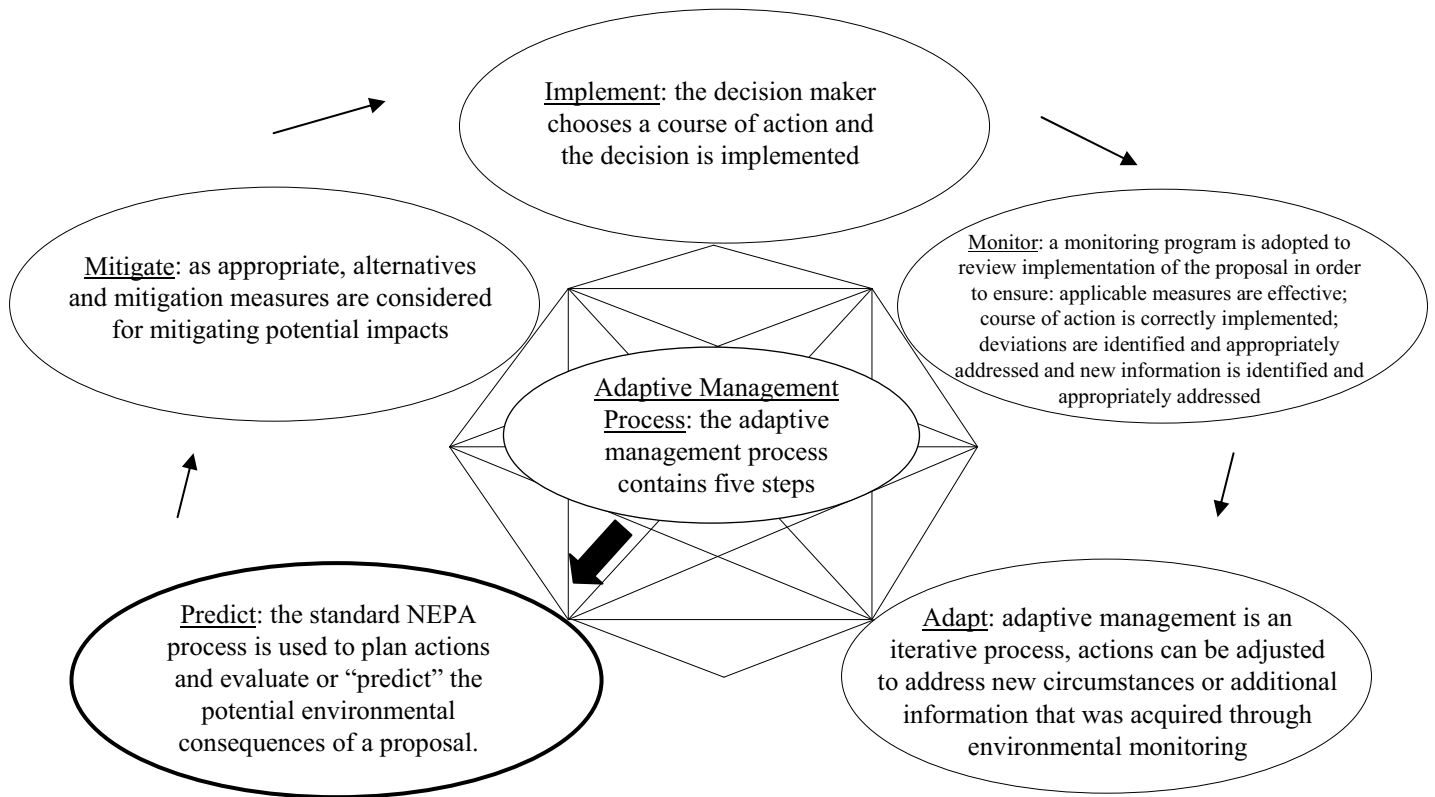 Implement: the decision maker
chooses a course of action and
the decision is implemented
Mitigate: as appropriate, alternatives
and mitigation measures are considered
for mitigating potential impacts
Monitor: a monitoring program is adopted to
review implementation of the proposal in order
to ensure: applicable measures are effective;
course of action is correctly implemented;
deviations are identified and appropriately
addressed and new information is identified and
appropriately addressed
Adaptive Management
Process: the adaptive
management process
contains five steps
Predict: the standard NEPA
process is used to plan actions
and evaluate or “predict” the
potential environmental
consequences of a proposal.
Adapt: adaptive management is an
iterative process, actions can be adjusted
to address new circumstances or additional
information that was acquired through
environmental monitoring